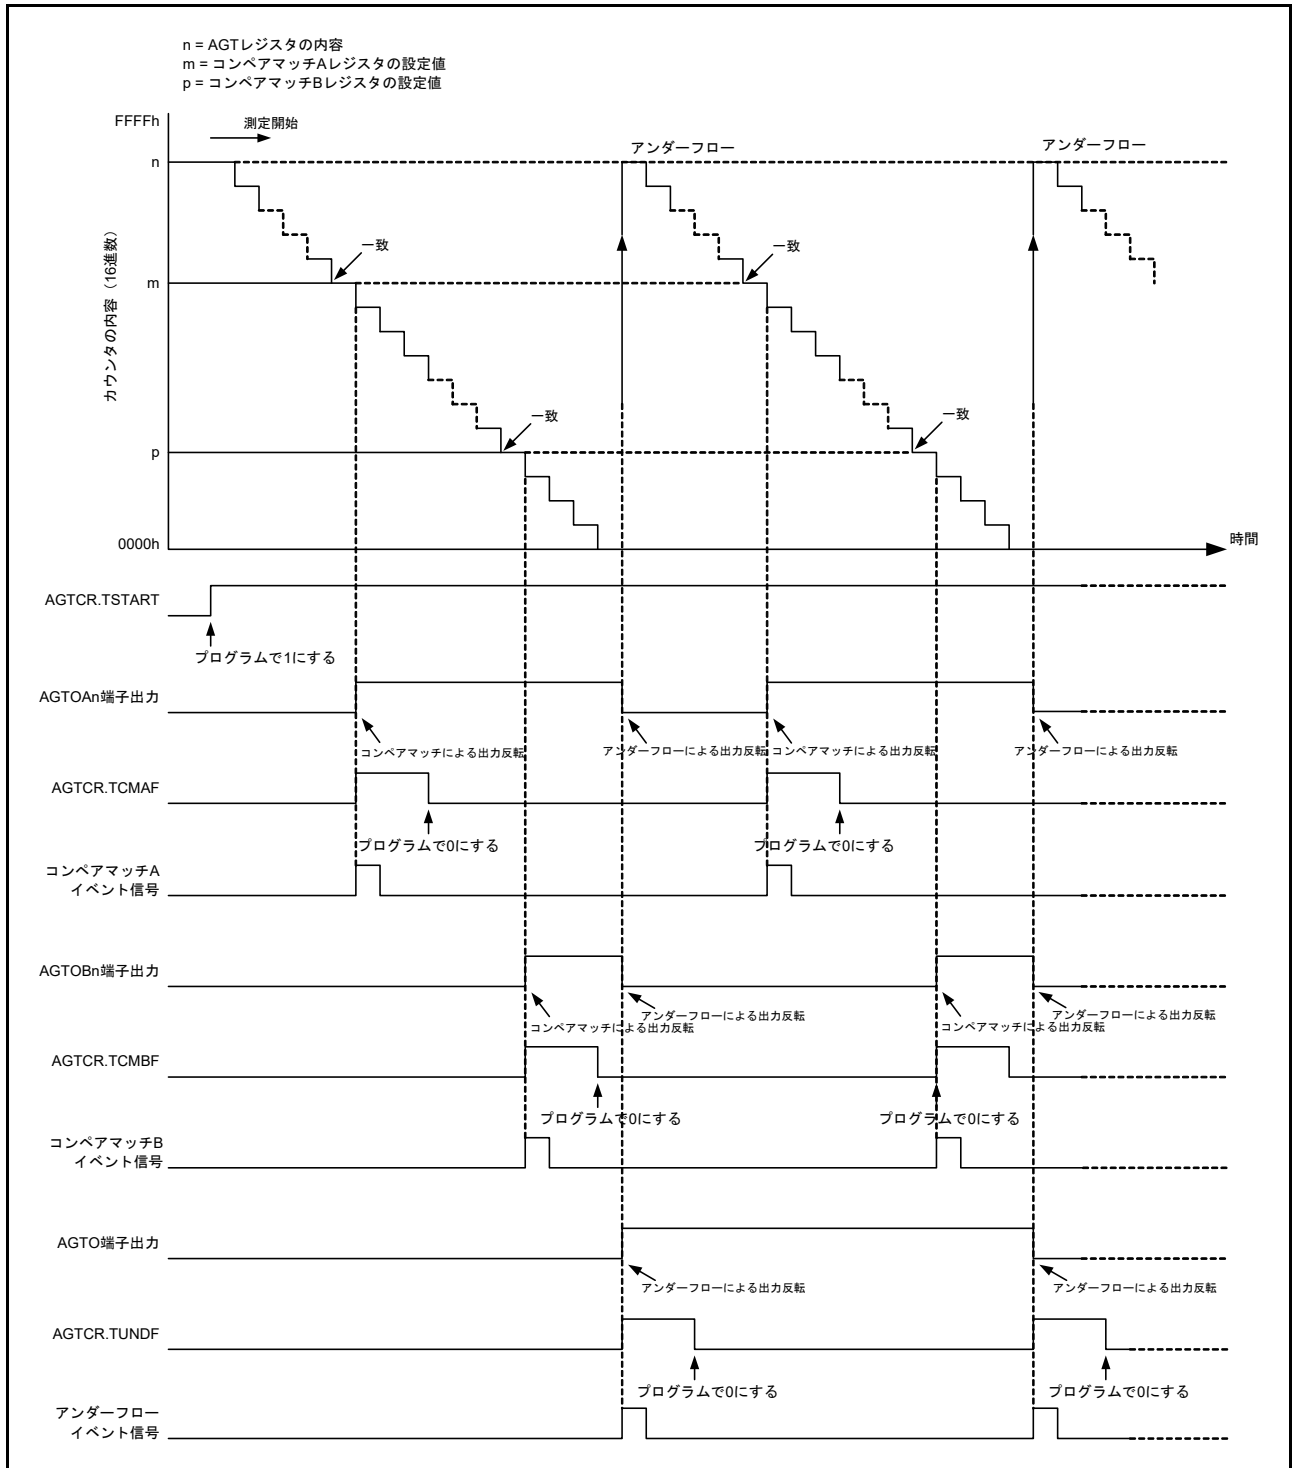 n = AGTレジスタの内容
m = コンペアマッチAレジスタの設定値
p = コンペアマッチBレジスタの設定値
FFFFh
測定開始
n
アンダーフロー
アンダーフロー
カウンタの内容（16進数）
一致
一致
m
一致
一致
p
0000h
時間
AGTCR.TSTART
プログラムで1にする
AGTOAn端子出力
コンペアマッチによる出力反転
アンダーフローによる出力反転
コンペアマッチによる出力反転
アンダーフローによる出力反転
AGTCR.TCMAF
プログラムで0にする
プログラムで0にする
コンペアマッチA
イベント信号
AGTOBn端子出力
アンダーフローによる出力反転
アンダーフローによる出力反転
コンペアマッチによる出力反転
コンペアマッチによる出力反転
AGTCR.TCMBF
プログラムで0にする
プログラムで0にする
コンペアマッチB
イベント信号
AGTO端子出力
アンダーフローによる出力反転
アンダーフローによる出力反転
AGTCR.TUNDF
プログラムで0にする
プログラムで0にする
アンダーフロー
イベント信号